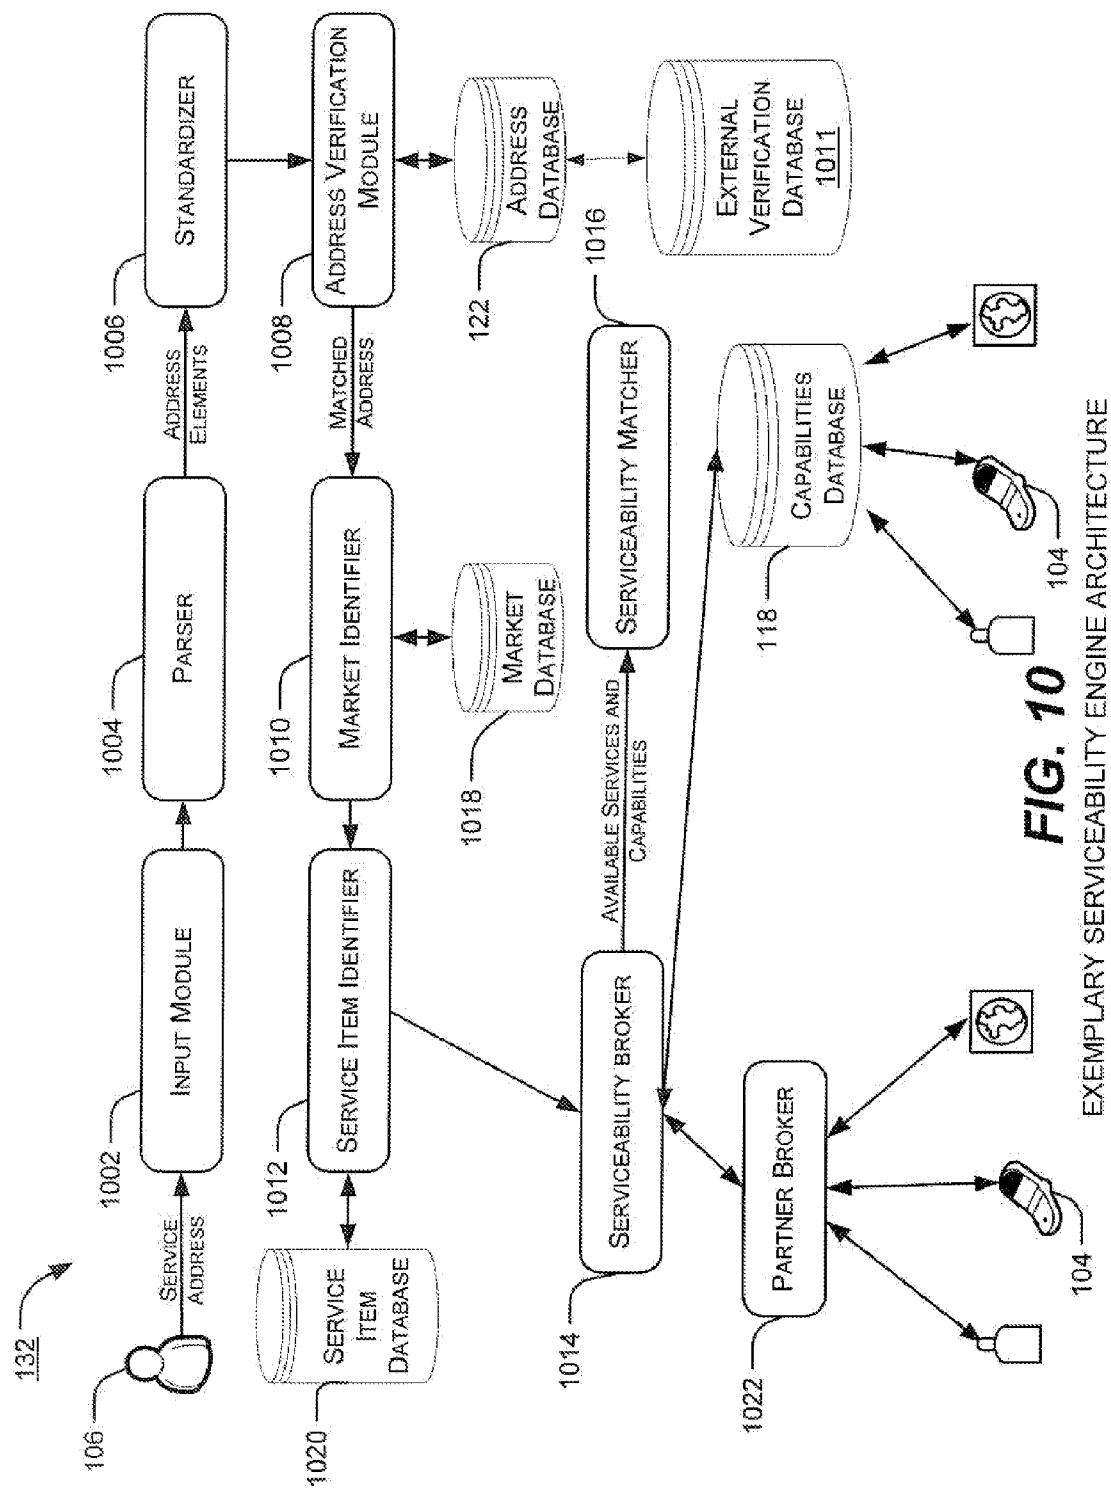 132
106
SERVICE
ADDRESS
1002
INPUT MODULE
1004
PARSER
ADDRESS
ELEMENTS
1006
STANDARDIZER
1020
SERVICE
ITEM
DATABASE
1012
SERVICE ITEM IDENTIFIER
1010
MARKET IDENTIFIER
MATCHED
ADDRESS
1008
ADDRESS VERIFICATION
MODULE
1018
MARKET
DATABASE
122
ADDRESS
DATABASE
1014
SERVICEABILITY BROKER
AVAILABLE SERVICES AND
CAPABILITIES
SERVICEABILITY MATCHER
1016
EXTERNAL
VERIFICATION
DATABASE
1011
1022
PARTNER BROKER
118
CAPABILITIES
DATABASE
104
104
FIG. 10
EXEMPLARY SERVICEABILITY ENGINE ARCHITECTURE